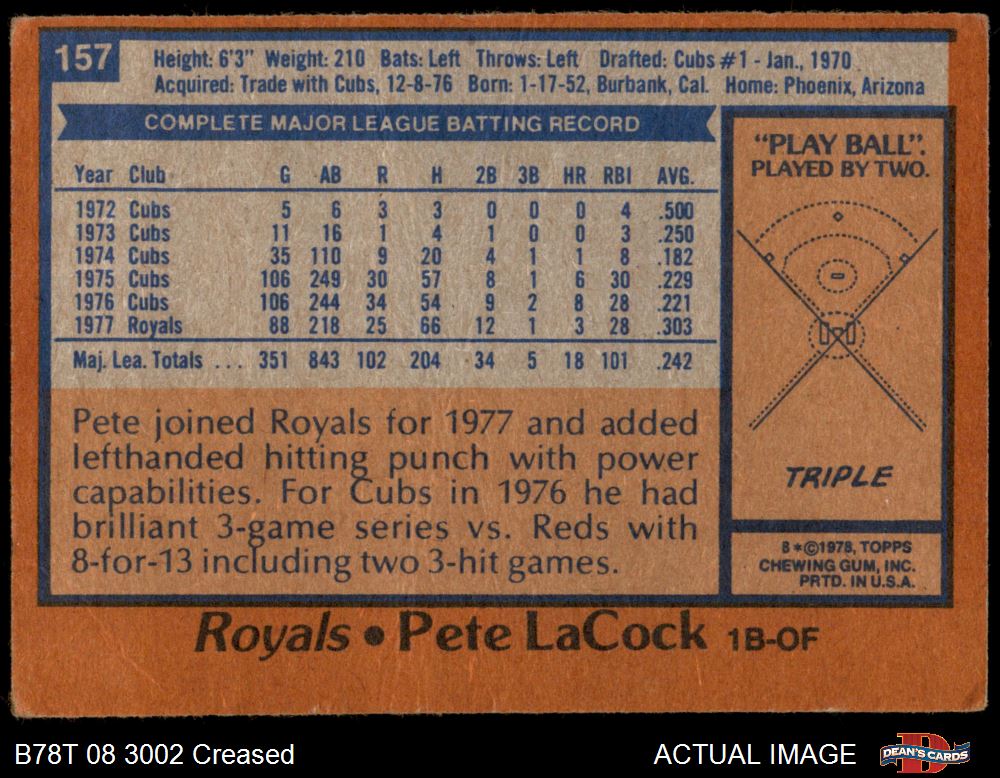 157
Height: 6'3" Weight: 210 Bats: Left Throws: Left Drafted: Cubs #1 - Jan., 1970
Acquired: Trade with Cubs, 12-8-76 Born: 1-17-52, Burbank, Cal. Home: Phoenix, Arizona
COMPLETE MAJOR LEAGUE BATTING RECORD
Year Club G AB R H 2B 3B HR RBI AVG.
1972 Cubs 5 6 3 3 0 0 0 4 .500
1973 Cubs 11 16 1 4 1 0 0 3 .250
1974 Cubs 35 110 9 20 4 1 1 8 .182
1975 Cubs 106 249 30 57 8 1 6 30 .229
1976 Cubs 106 244 34 54 9 2 8 28 .221
1977 Royals 88 218 25 66 12 1 3 28 .303
Maj. Lea. Totals ... 351 843 102 204 34 5 18 101 .242
Pete joined Royals for 1977 and added
lefthanded hitting punch with power
capabilities. For Cubs in 1976 he had
brilliant 3-game series vs. Reds with
8-for-13 including two 3-hit games.
"PLAY BALL".
PLAYED BY TWO.
TRIPLE
8*©1978, TOPPS
CHEWING GUM, INC.
PRTD. IN U.S.A.
Royals • Pete LaCock 1B-OF
B78T 08 3002 Creased
ACTUAL IMAGE
DEAN'S CARDS